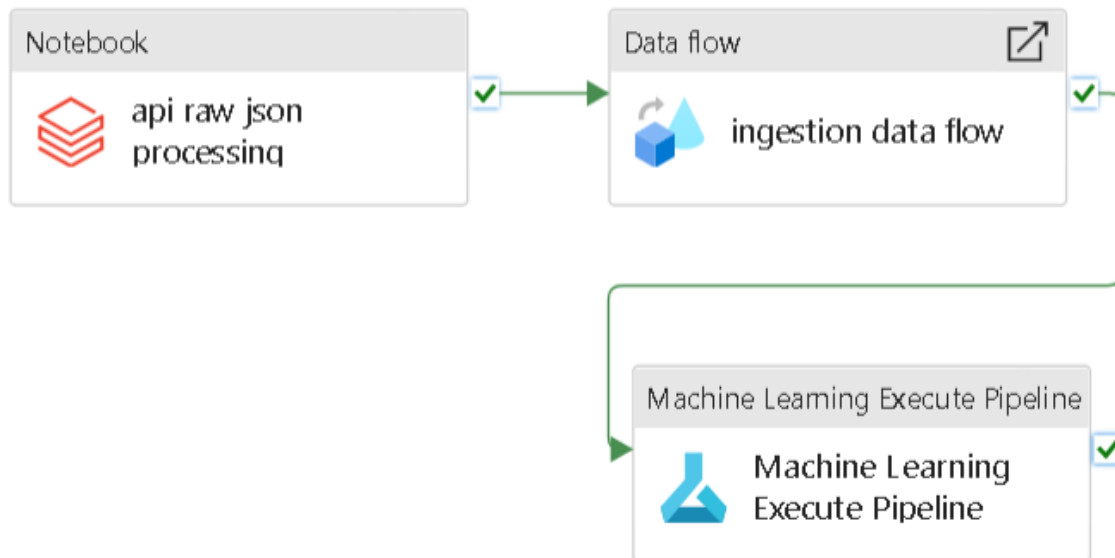 Notebook
api raw json
processing
Data flow
ingestion data flow
Machine Learning Execute Pipeline
Machine Learning
Execute Pipeline